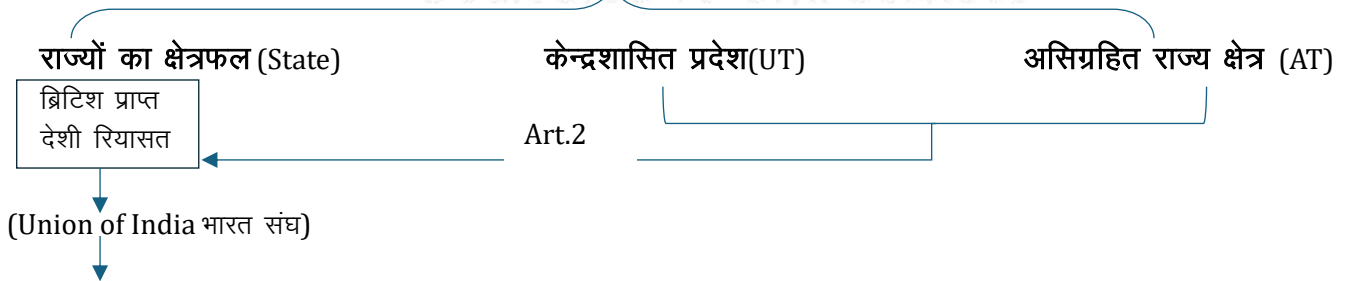 राज्यों का क्षेत्रफल (State) केन्द्रशासित प्रदेश(UT) असिग्रहित राज्य क्षेत्र (AT)
ब्रिटिश प्राप्त
देशी रियासत
Art.2
(Union of India भारत संघ)